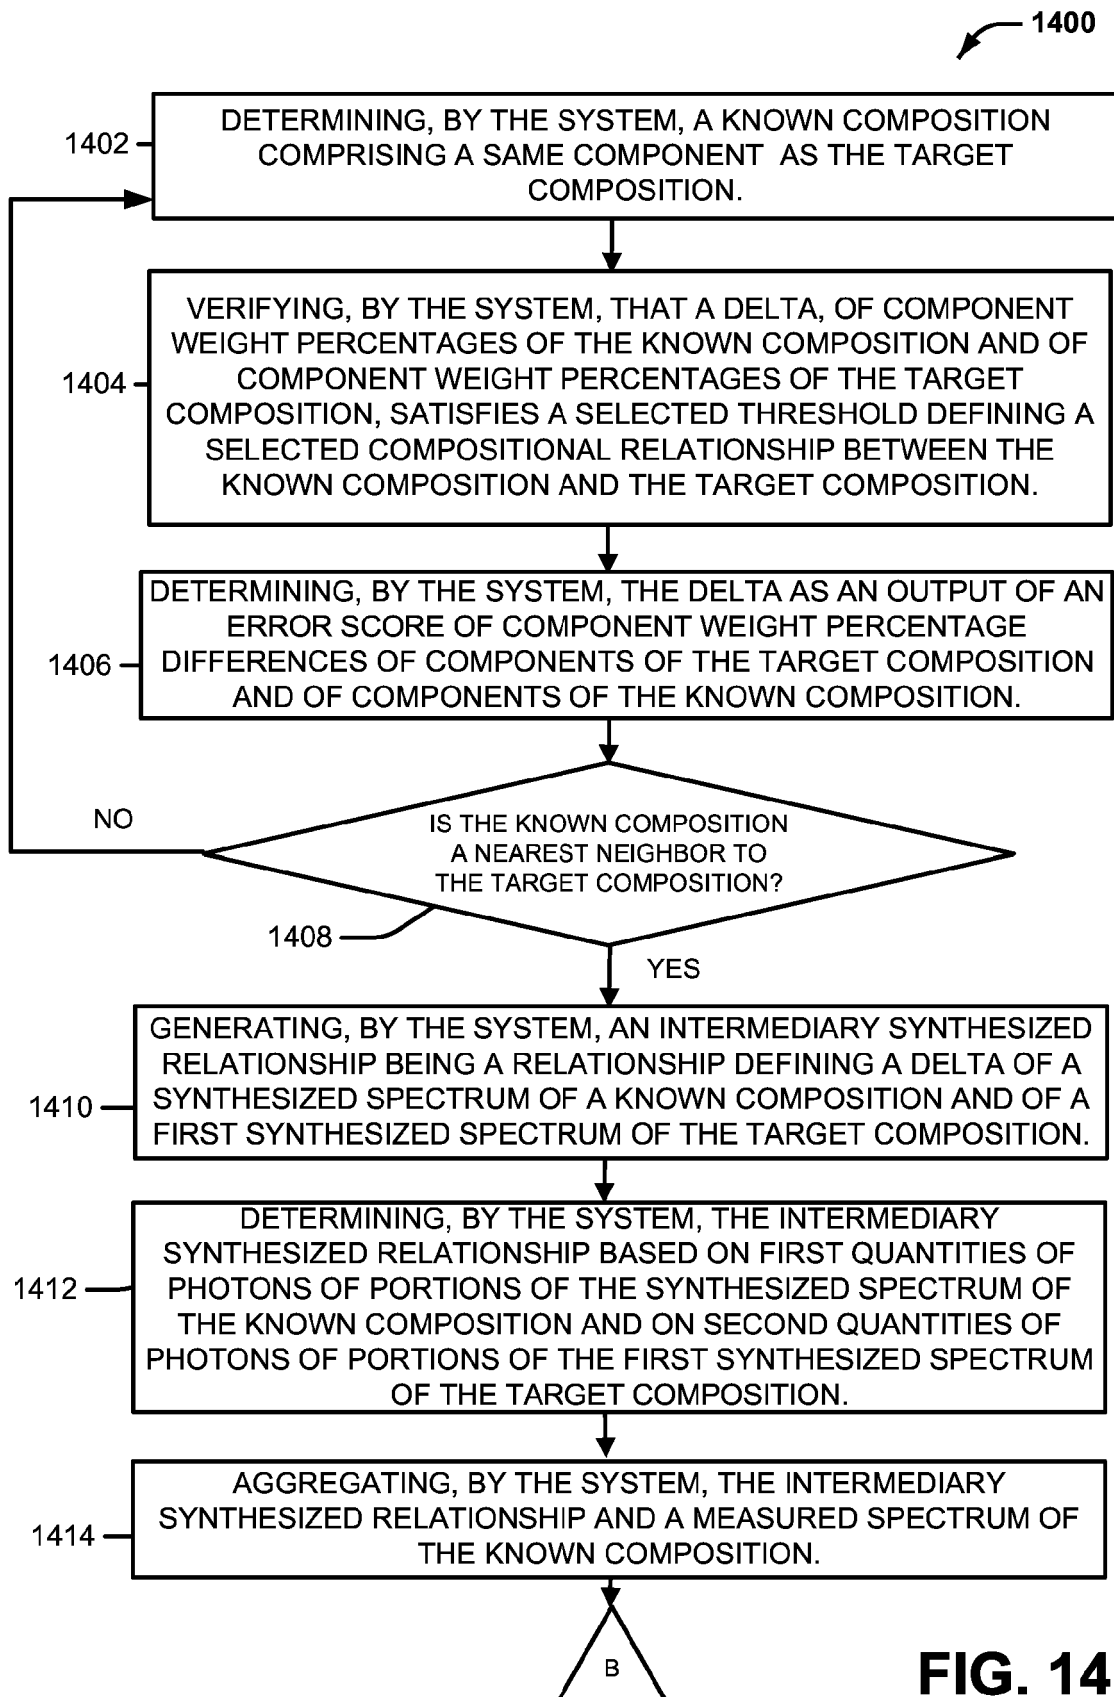 1400
1402
DETERMINING, BY THE SYSTEM, A KNOWN COMPOSITION
COMPRISING A SAME COMPONENT AS THE TARGET
COMPOSITION.
1404
VERIFYING, BY THE SYSTEM, THAT A DELTA, OF COMPONENT
WEIGHT PERCENTAGES OF THE KNOWN COMPOSITION AND OF
COMPONENT WEIGHT PERCENTAGES OF THE TARGET
COMPOSITION, SATISFIES A SELECTED THRESHOLD DEFINING A
SELECTED COMPOSITIONAL RELATIONSHIP BETWEEN THE
KNOWN COMPOSITION AND THE TARGET COMPOSITION.
1406
DETERMINING, BY THE SYSTEM, THE DELTA AS AN OUTPUT OF AN
ERROR SCORE OF COMPONENT WEIGHT PERCENTAGE
DIFFERENCES OF COMPONENTS OF THE TARGET COMPOSITION
AND OF COMPONENTS OF THE KNOWN COMPOSITION.
NO
IS THE KNOWN COMPOSITION
A NEAREST NEIGHBOR TO
THE TARGET COMPOSITION?
1408
YES
1410
GENERATING, BY THE SYSTEM, AN INTERMEDIARY SYNTHESIZED
RELATIONSHIP BEING A RELATIONSHIP DEFINING A DELTA OF A
SYNTHESIZED SPECTRUM OF A KNOWN COMPOSITION AND OF A
FIRST SYNTHESIZED SPECTRUM OF THE TARGET COMPOSITION.
1412
DETERMINING, BY THE SYSTEM, THE INTERMEDIARY
SYNTHESIZED RELATIONSHIP BASED ON FIRST QUANTITIES OF
PHOTONS OF PORTIONS OF THE SYNTHESIZED SPECTRUM OF
THE KNOWN COMPOSITION AND ON SECOND QUANTITIES OF
PHOTONS OF PORTIONS OF THE FIRST SYNTHESIZED SPECTRUM
OF THE TARGET COMPOSITION.
1414
AGGREGATING, BY THE SYSTEM, THE INTERMEDIARY
SYNTHESIZED RELATIONSHIP AND A MEASURED SPECTRUM OF
THE KNOWN COMPOSITION.
B
FIG. 14